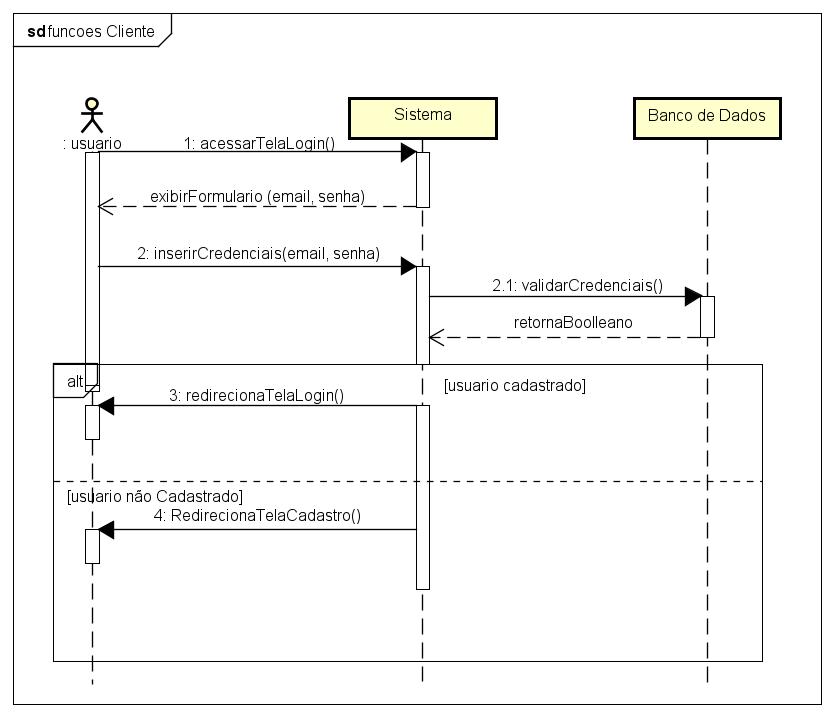 sd funcoes Cliente
Sistema
Banco de Dados
: usuario
1: acessarTelaLogin()
exibirFormulario (email, senha)
2: inserirCredenciais(email, senha)
2.1: validarCredenciais()
retornaBoolleano
alt
[usuario cadastrado]
3: redirecionaTelaLogin()
[usuario não Cadastrado]
4: RedirecionaTelaCadastro()